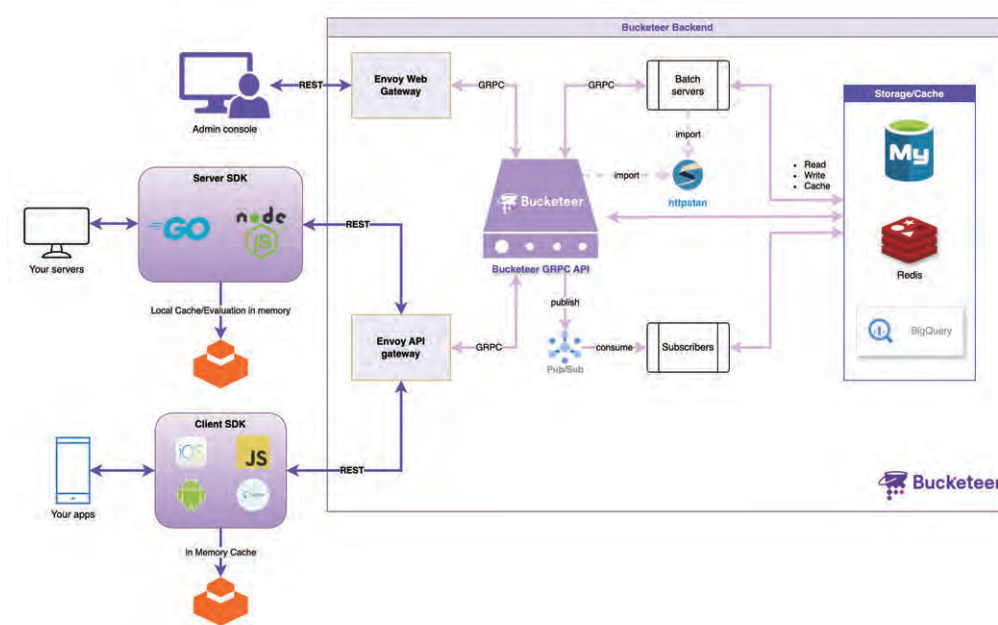 Bucketeer Backend
REST
Envoy Web
Gateway
GRPC
GRPC
Batch
servers
Storage/Cache
Admin console
import
My
Server SDK
GO
node
JS
import
httpstan
Read
Write
Cache
Bucketeer
REST
Your servers
Redis
Bucketeer GRPC API
Local Cache/Evaluation in memory
publish
Envoy API
gateway
GRPC
Pub/Sub
consume
Subscribers
BigQuery
Client SDK
iOS
JS
REST
Your apps
Bucketeer
In Memory Cache